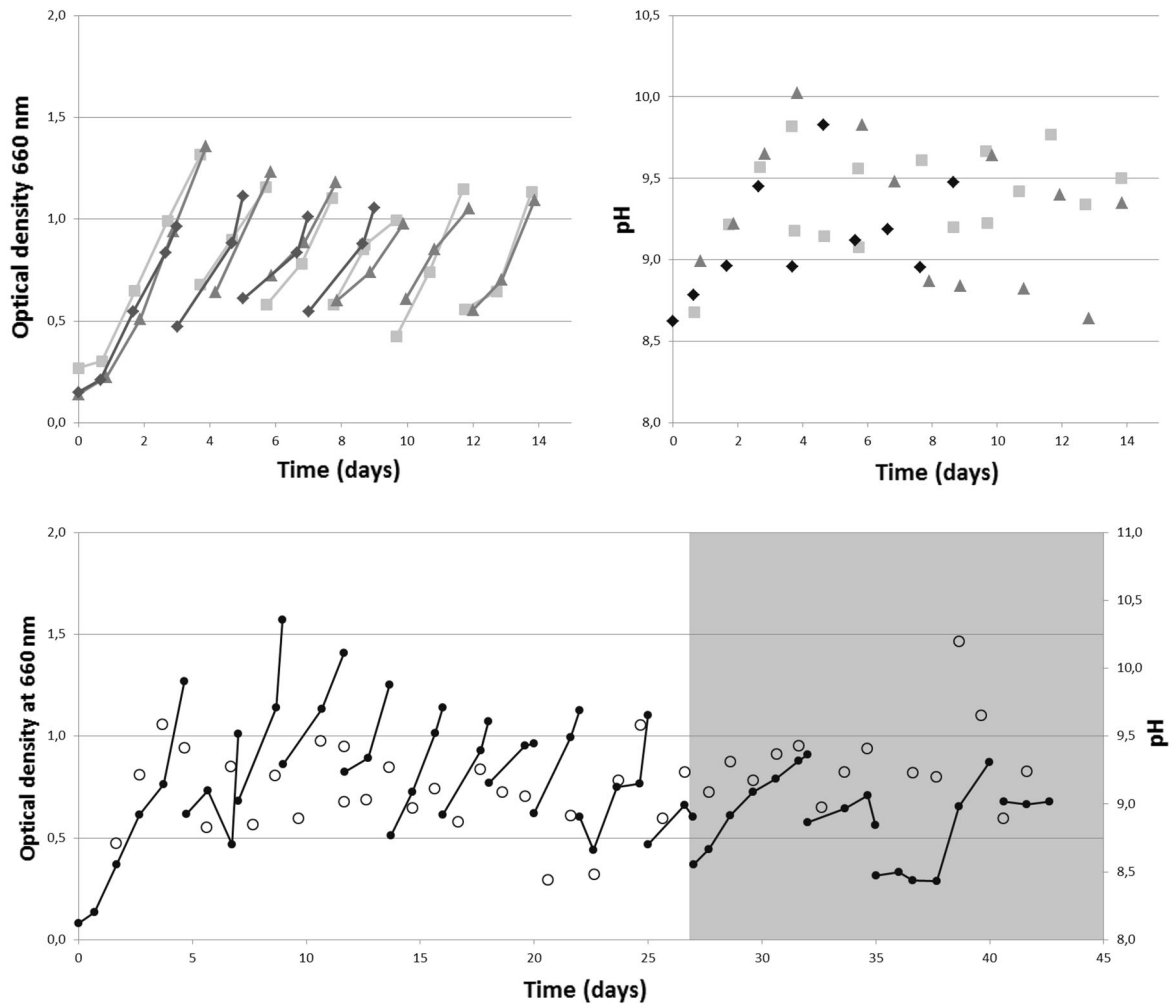 2,0
1,5
1,0
0,5
0,0
Optical density 660 nm
0 2 4 6 8 10 12 14
Time (days)
10,5
10,0
9,5
9,0
8,5
8,0
pH
0 2 4 6 8 10 12 14
Time (days)
2,0
1,5
1,0
0,5
0,0
Optical density at 660 nm
0 5 10 15 20 25 30 35 40 45
Time (days)
11,0
10,5
10,0
9,5
9,0
8,5
8,0
pH